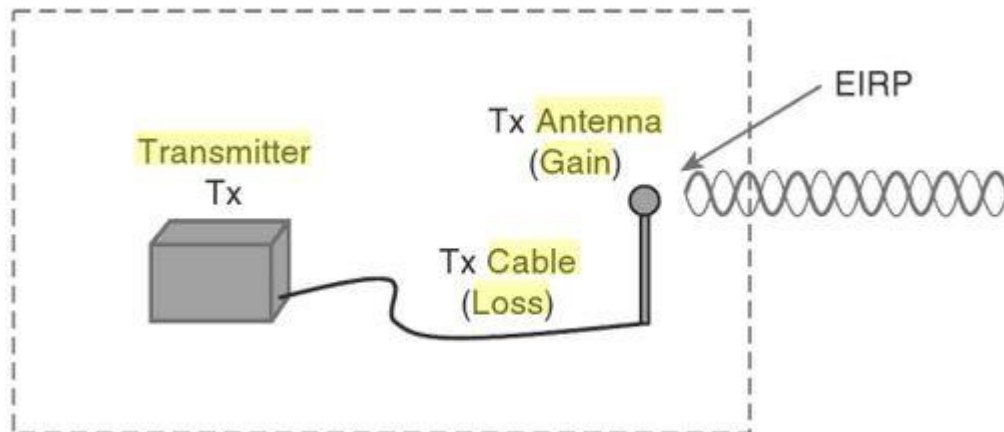 EIRP
Tx Antenna
(Gain)
Transmitter
Tx
Tx Cable
(Loss)